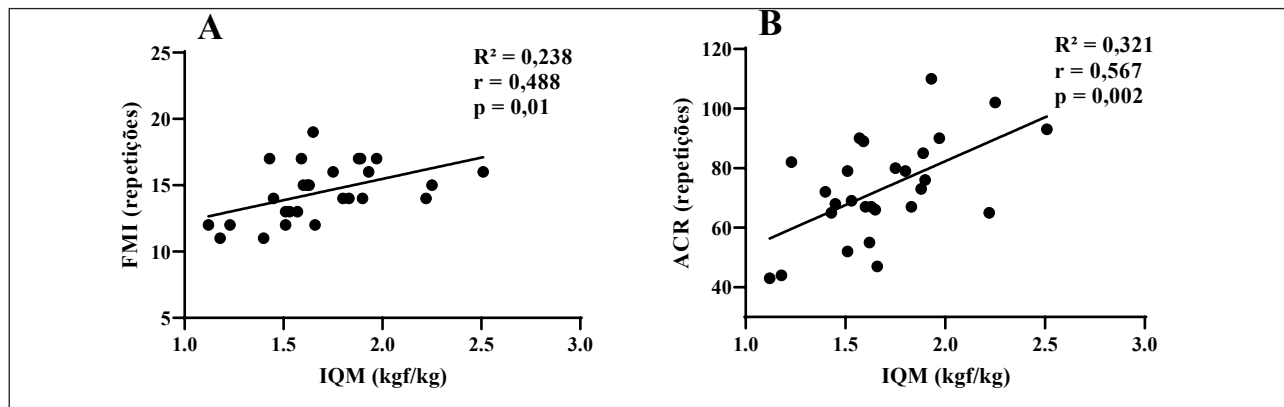 A
R² = 0,238
r = 0,488
p = 0,01
FMI (repetições)
25
20
15
10
5
1.0 1.5 2.0 2.5 3.0
IQM (kgf/kg)
B
R² = 0,321
r = 0,567
p = 0,002
ACR (repetições)
120
100
80
60
40
1.0 1.5 2.0 2.5 3.0
IQM (kgf/kg)